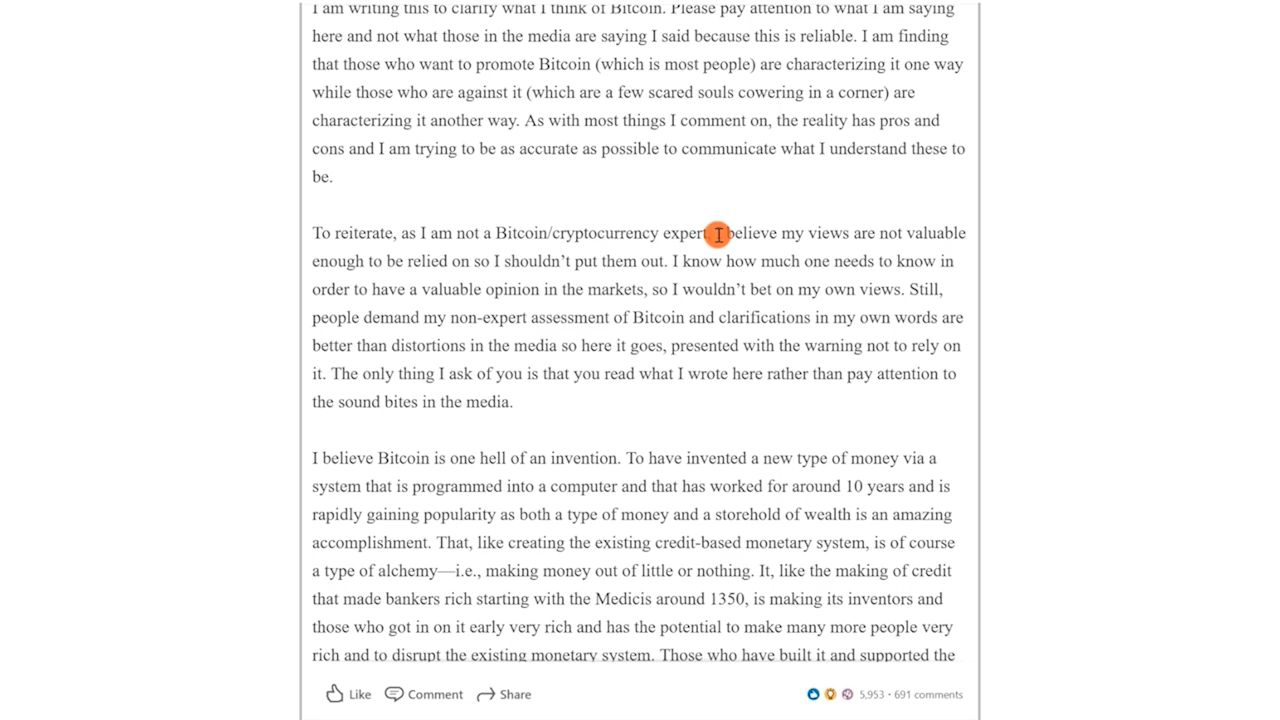 I am writing this to clarify what I think of Bitcoin. Please pay attention to what I am saying
here and not what those in the media are saying I said because this is reliable. I am finding
that those who want to promote Bitcoin (which is most people) are characterizing it one way
while those who are against it (which are a few scared souls cowering in a corner) are
characterizing it another way. As with most things I comment on, the reality has pros and
cons and I am trying to be as accurate as possible to communicate what I understand these to
be.
To reiterate, as I am not a Bitcoin/cryptocurrency expert, I believe my views are not valuable
enough to be relied on so I shouldn’t put them out. I know how much one needs to know in
order to have a valuable opinion in the markets, so I wouldn’t bet on my own views. Still,
people demand my non-expert assessment of Bitcoin and clarifications in my own words are
better than distortions in the media so here it goes, presented with the warning not to rely on
it. The only thing I ask of you is that you read what I wrote here rather than pay attention to
the sound bites in the media.
I believe Bitcoin is one hell of an invention. To have invented a new type of money via a
system that is programmed into a computer and that has worked for around 10 years and is
rapidly gaining popularity as both a type of money and a storehold of wealth is an amazing
accomplishment. That, like creating the existing credit-based monetary system, is of course
a type of alchemy—i.e., making money out of little or nothing. It, like the making of credit
that made bankers rich starting with the Medicis around 1350, is making its inventors and
those who got in on it early very rich and has the potential to make many more people very
rich and to disrupt the existing monetary system. Those who have built it and supported the
Like Comment Share 5,953 • 691 comments